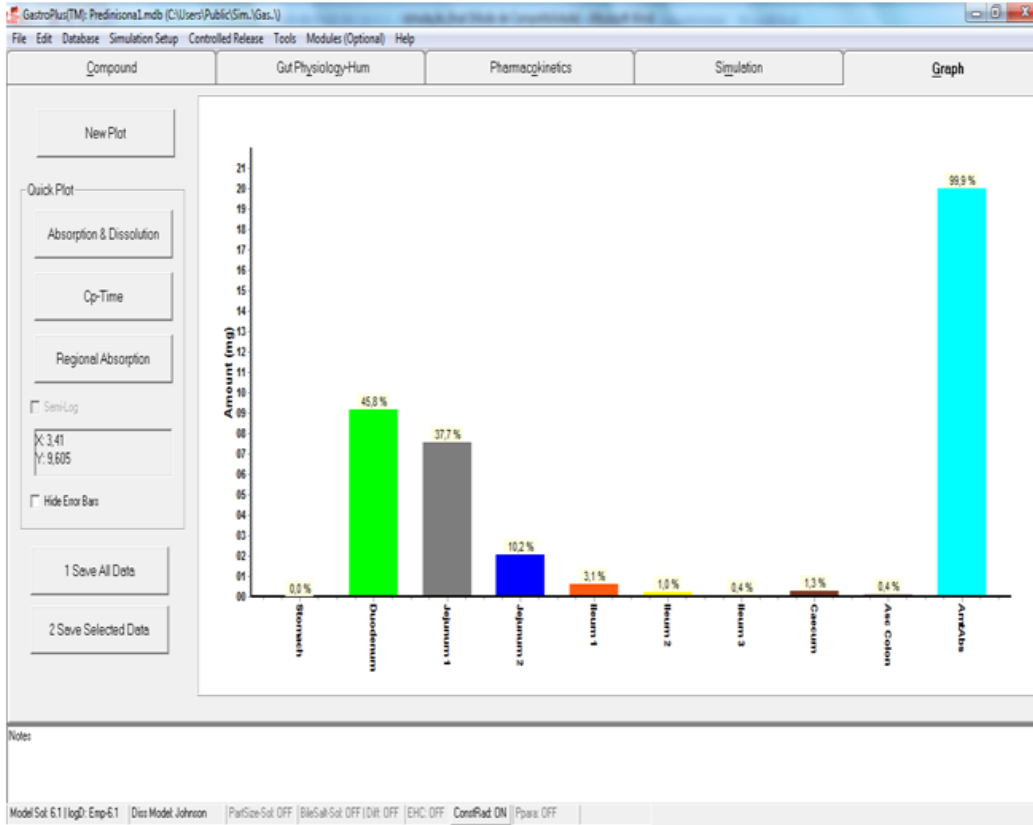 GastroPlus(TM): Predinisona1.mdb (C:\Users\Public\Sim..\Gas..\)
File Edit Database Simulation Setup Controlled Release Tools Modules (Optional) Help
Compound Gut Physiology-Hum Pharmacokinetics Simulation Graph
New Plot
Quick Plot
Absorption & Dissolution
Cp-Time
Regional Absorption
Semi-Log
X: 3,41
Y: 9,605
Hide Error Bars
1 Save All Data
2 Save Selected Data
Amount (mg)
21
20
19
18
17
16
15
14
13
12
11
10
09
08
07
06
05
04
03
02
01
00
0,0 %
45,8 %
37,7 %
10,2 %
3,1 %
1,0 %
0,4 %
1,3 %
0,4 %
99,9 %
Stomach
Duodenum
Jejunum 1
Jejunum 2
Ileum 1
Ileum 2
Ileum 3
Caecum
Asc Colon
AmtAbs
Notes
Model Sol: 6.1 | logD: Emp-6.1 Diss Model: Johnson PartSize-Sol: OFF BileSalt-Sol: OFF | Diff: OFF EHC: OFF ConstRad: ON Ppara: OFF